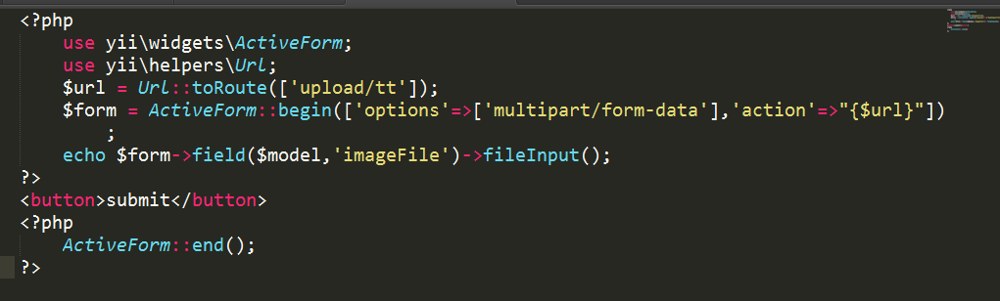 <?php
    use yii\widgets\ActiveForm;
    use yii\helpers\Url;
    $url = Url::toRoute(['upload/tt']);
    $form = ActiveForm::begin(['options'=>['multipart/form-data'],'action'=>"{$url}"])
        ;
    echo $form->field($model,'imageFile')->fileInput();
?>
<button>submit</button>
<?php
    ActiveForm::end();
?>